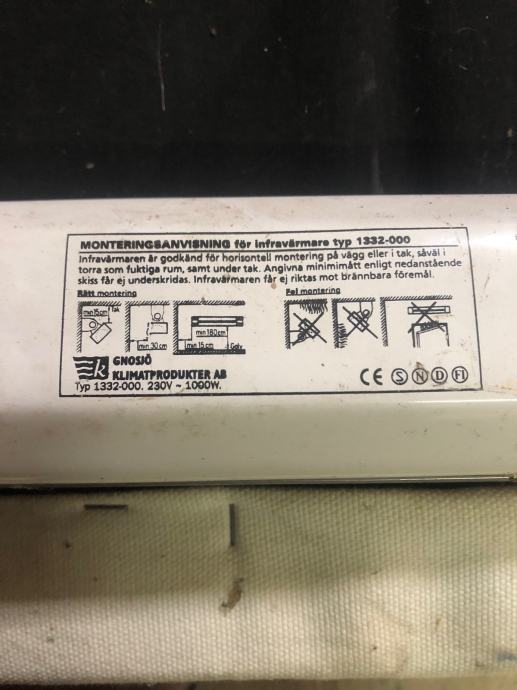 MONTERINGSANVISNING för infravärmare typ 1332-000
Infravärmaren är godkänd för horisontell montering på vägg eller i tak, såväl i
torra som fuktiga rum, samt under tak. Angivna minimimått enligt nedanstående
skiss får ej underskridas. Infravärmaren får ej riktas mot brännbara föremål.
Rätt montering
Fel montering
min 15 cm
Tak
min 30 cm
min 180 cm
min 15 cm
Golv
GNOSJÖ
KLIMATPRODUKTER AB
Typ 1332-000. 230V ~ 1000W.
CE S N D FI